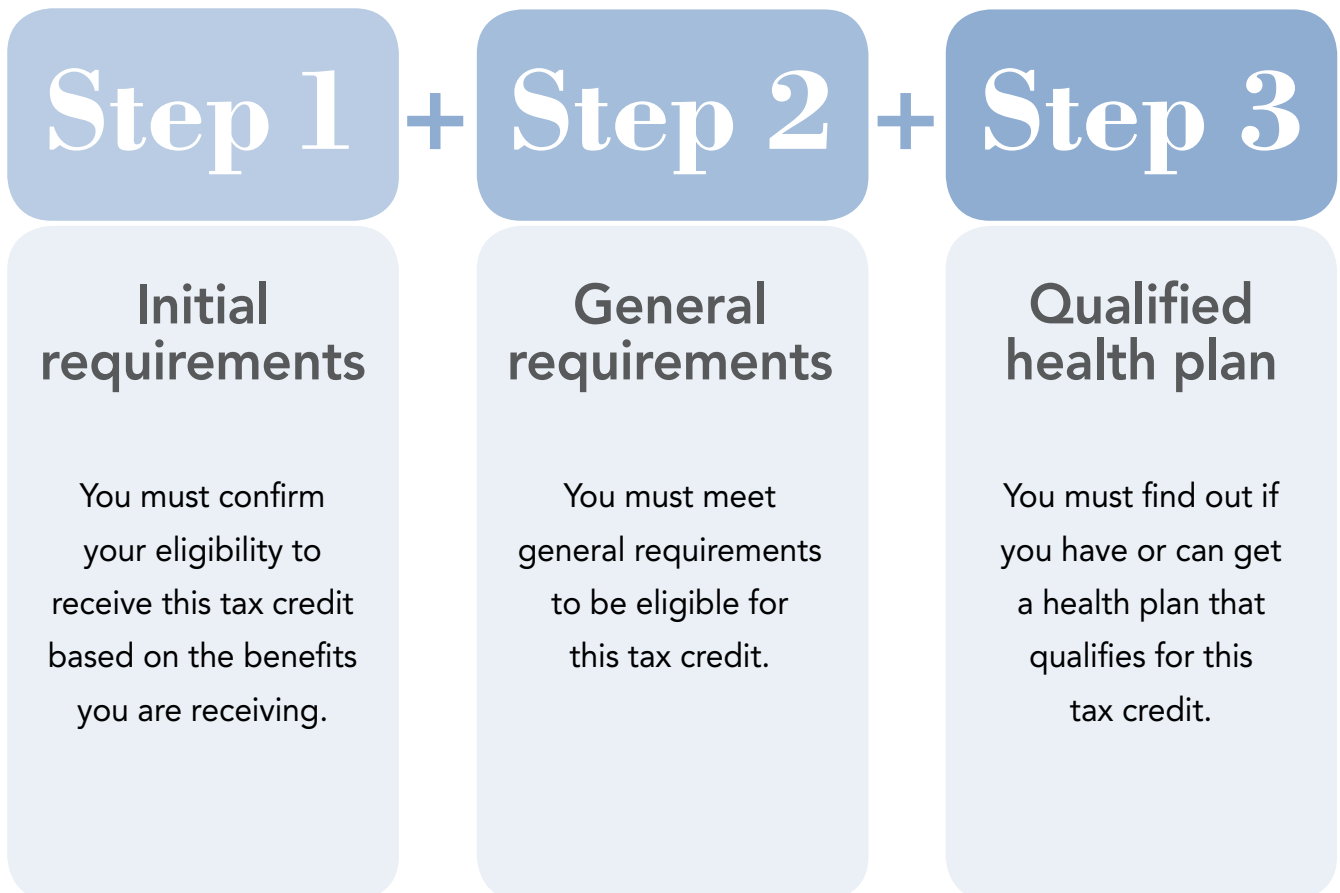 Step 1 + Step 2 + Step 3
Initial
requirements
You must confirm
your eligibility to
receive this tax credit
based on the benefits
you are receiving.
General
requirements
You must meet
general requirements
to be eligible for
this tax credit.
Qualified
health plan
You must find out if
you have or can get
a health plan that
qualifies for this
tax credit.